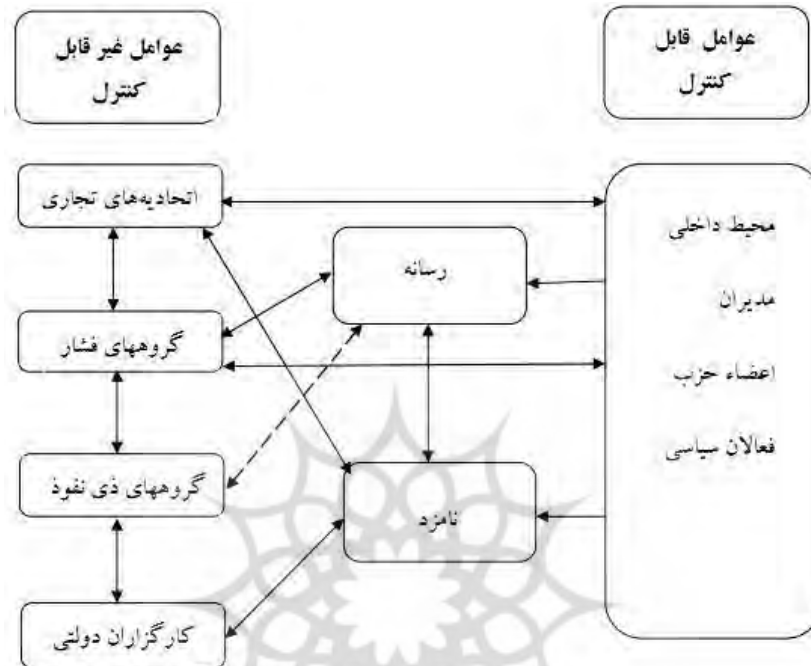 عوامل قابل
کنترل
عوامل غیر قابل
کنترل
محیط داخلی
مدیران
اعضاء حزب
فعالان سیاسی
رسانه
نامزد
اتحادیه‌های تجاری
گروههای فشار
گروههای ذی نفوذ
کارگزاران دولتی